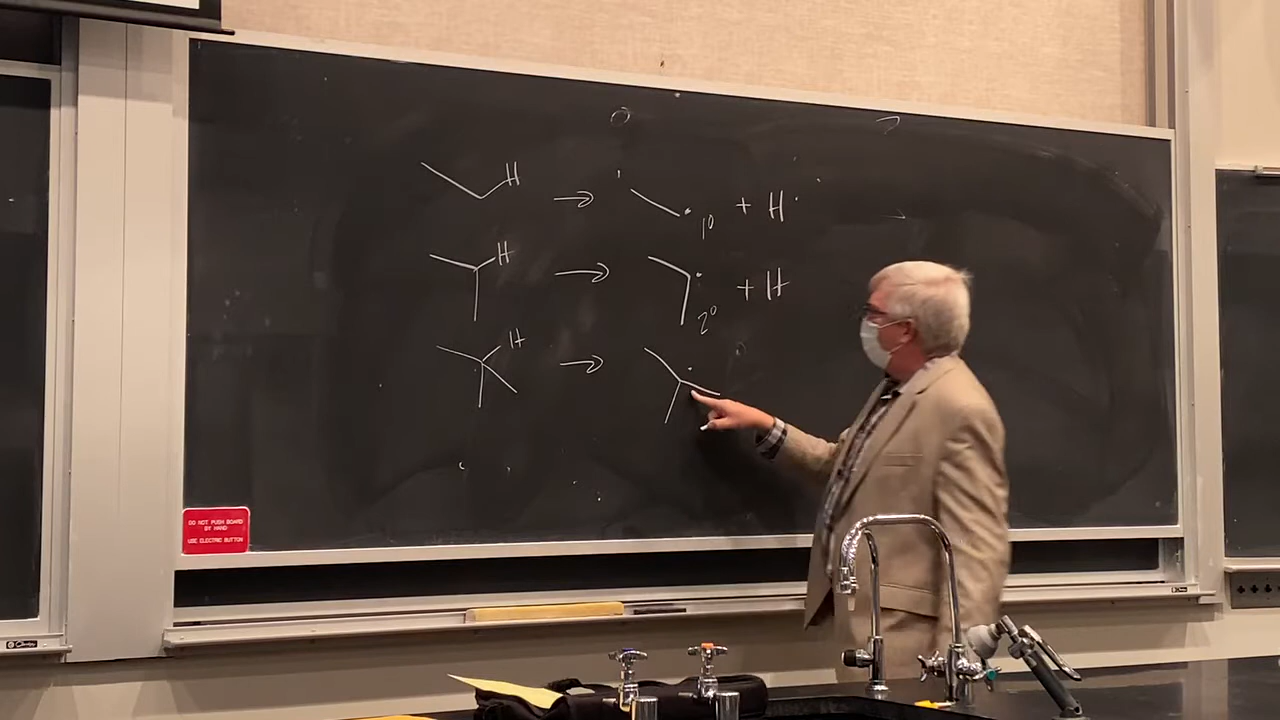 H → · 1° + H ·
H → · 2° + H
H → ·
DO NOT PUSH BOARD
BY HAND
USE ELECTRIC BUTTON